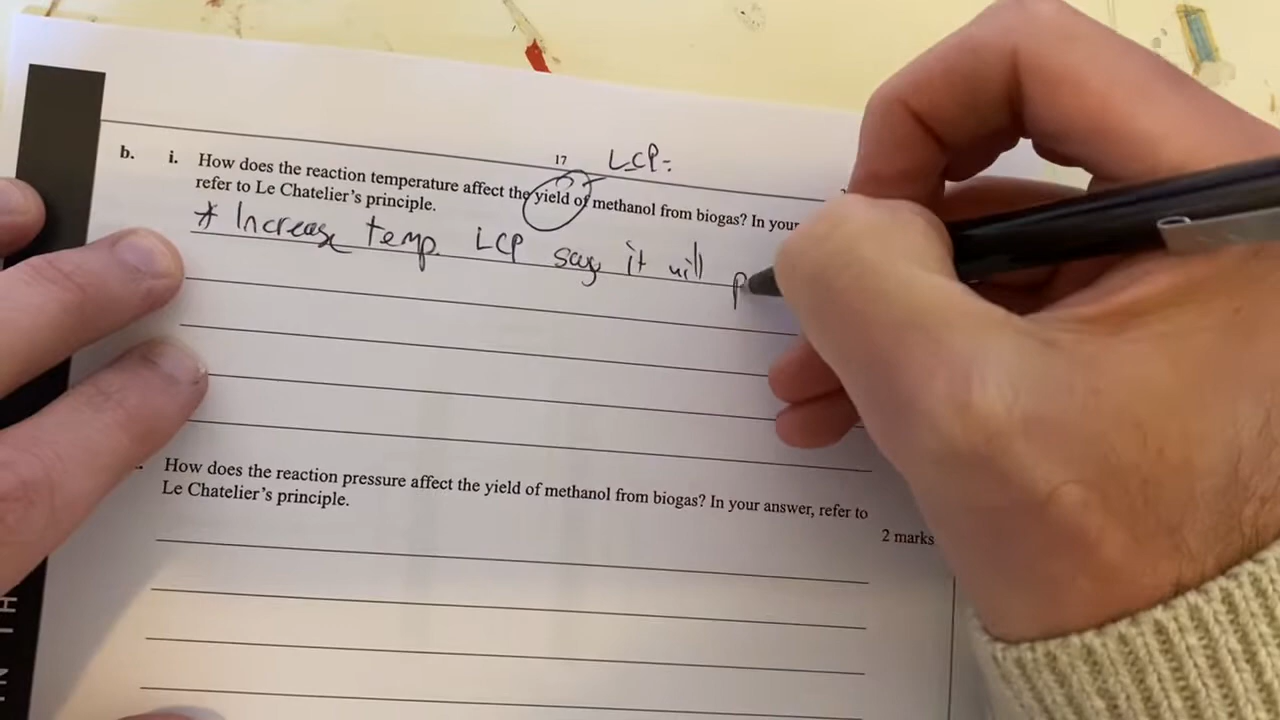 17 LCP:
b. i. How does the reaction temperature affect the yield of methanol from biogas? In your
refer to Le Chatelier's principle.
* Increase temp. LCP say it will p
How does the reaction pressure affect the yield of methanol from biogas? In your answer, refer to
Le Chatelier's principle.
2 marks